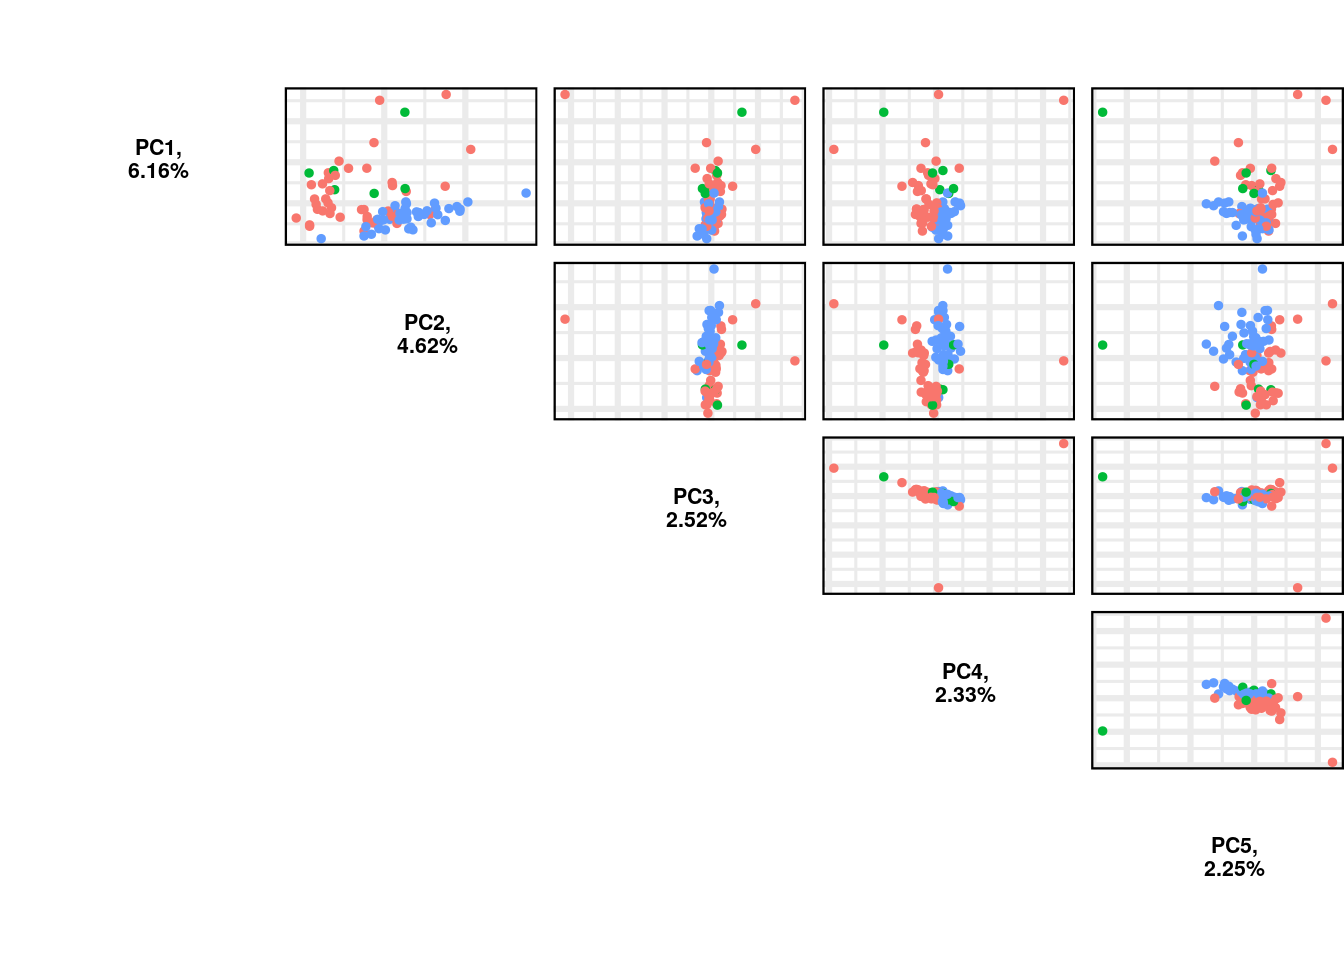 PC1,
6.16%
PC2,
4.62%
PC3,
2.52%
PC4,
2.33%
PC5,
2.25%